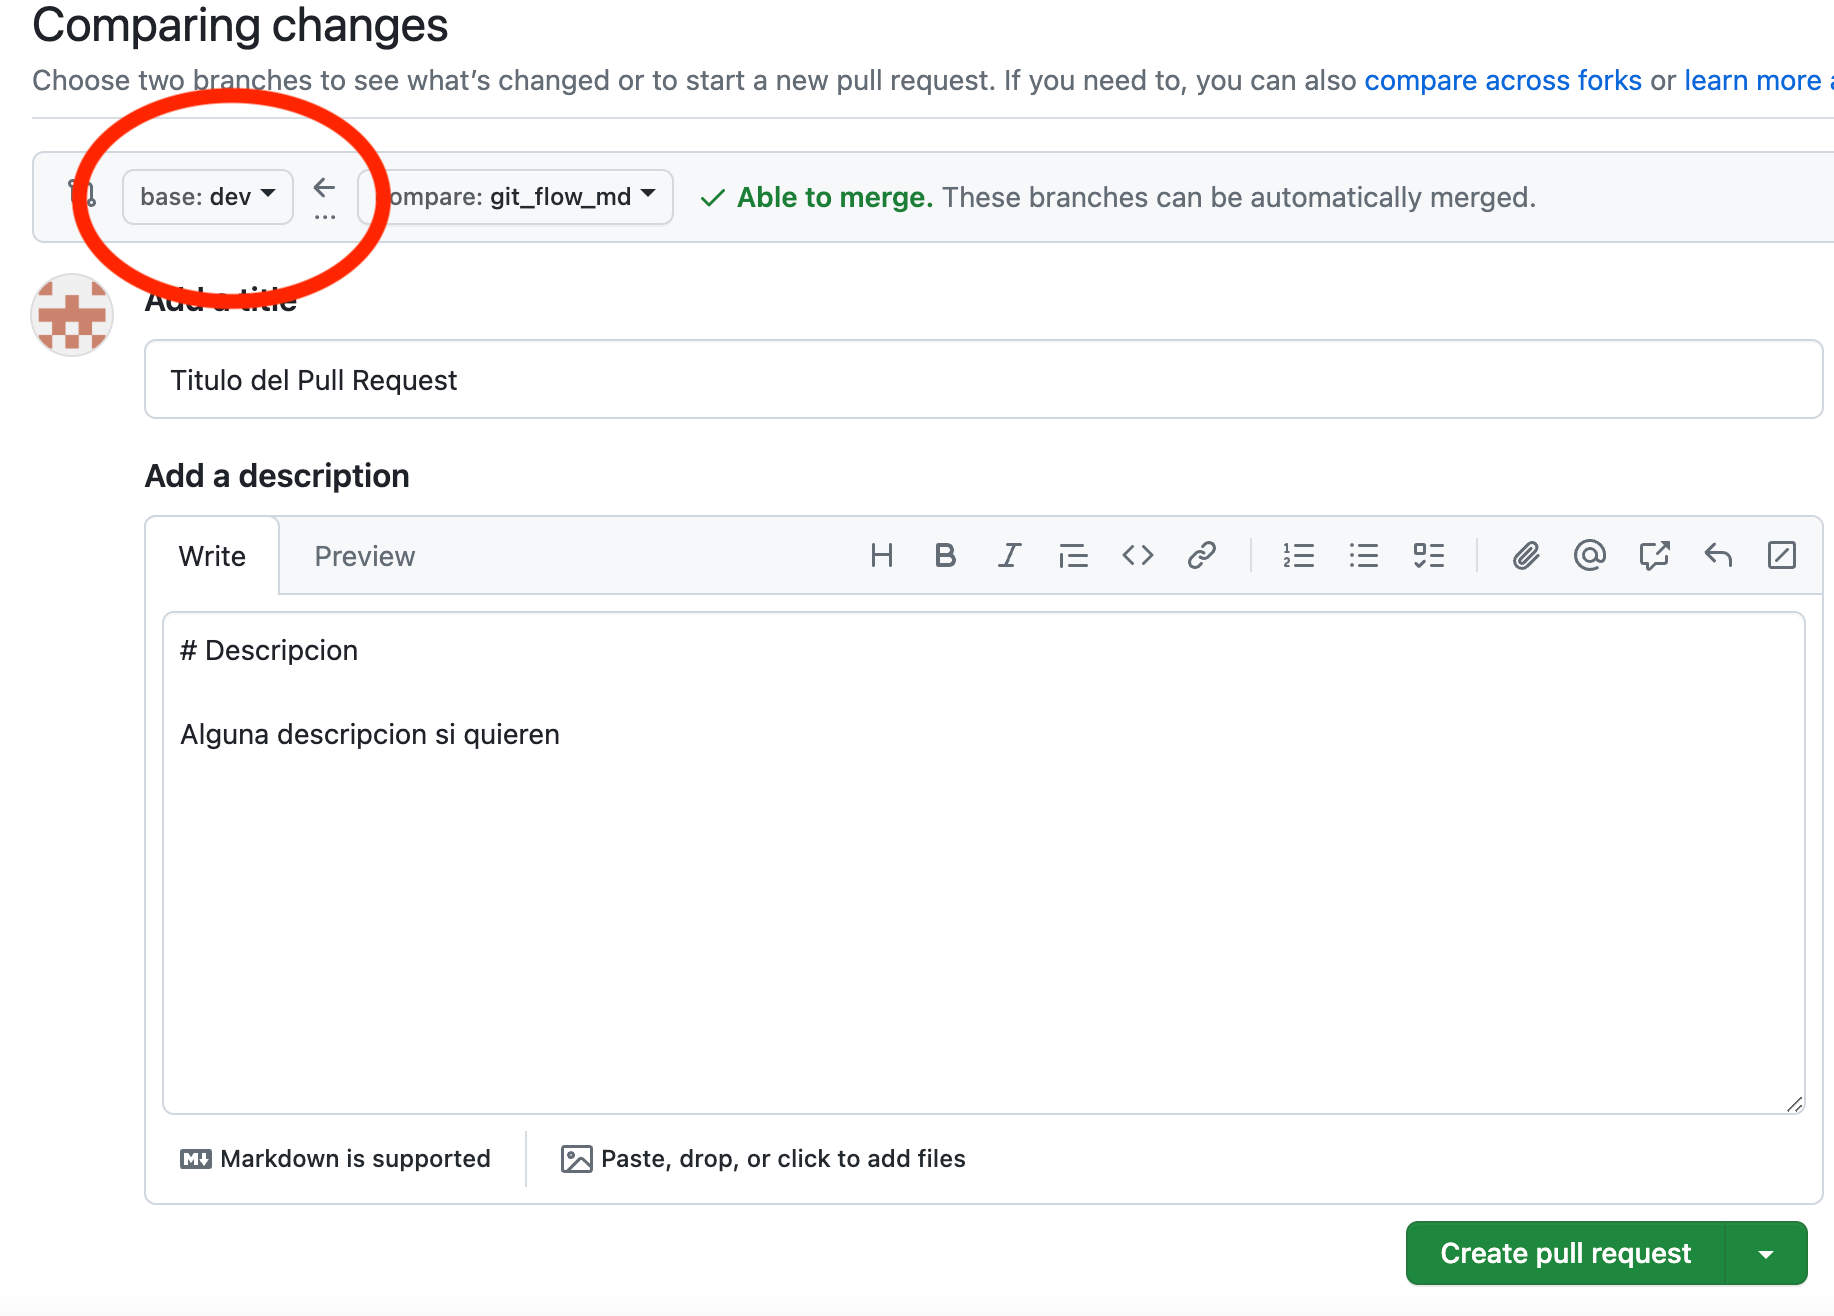 Comparing changes
Choose two branches to see what's changed or to start a new pull request. If you need to, you can also compare across forks or learn more
base: dev
ompare: git_flow_md
Able to merge. These branches can be automatically merged.
Add a title
Titulo del Pull Request
Add a description
Write Preview
# Descripcion
Alguna descripcion si quieren
Markdown is supported
Paste, drop, or click to add files
Create pull request